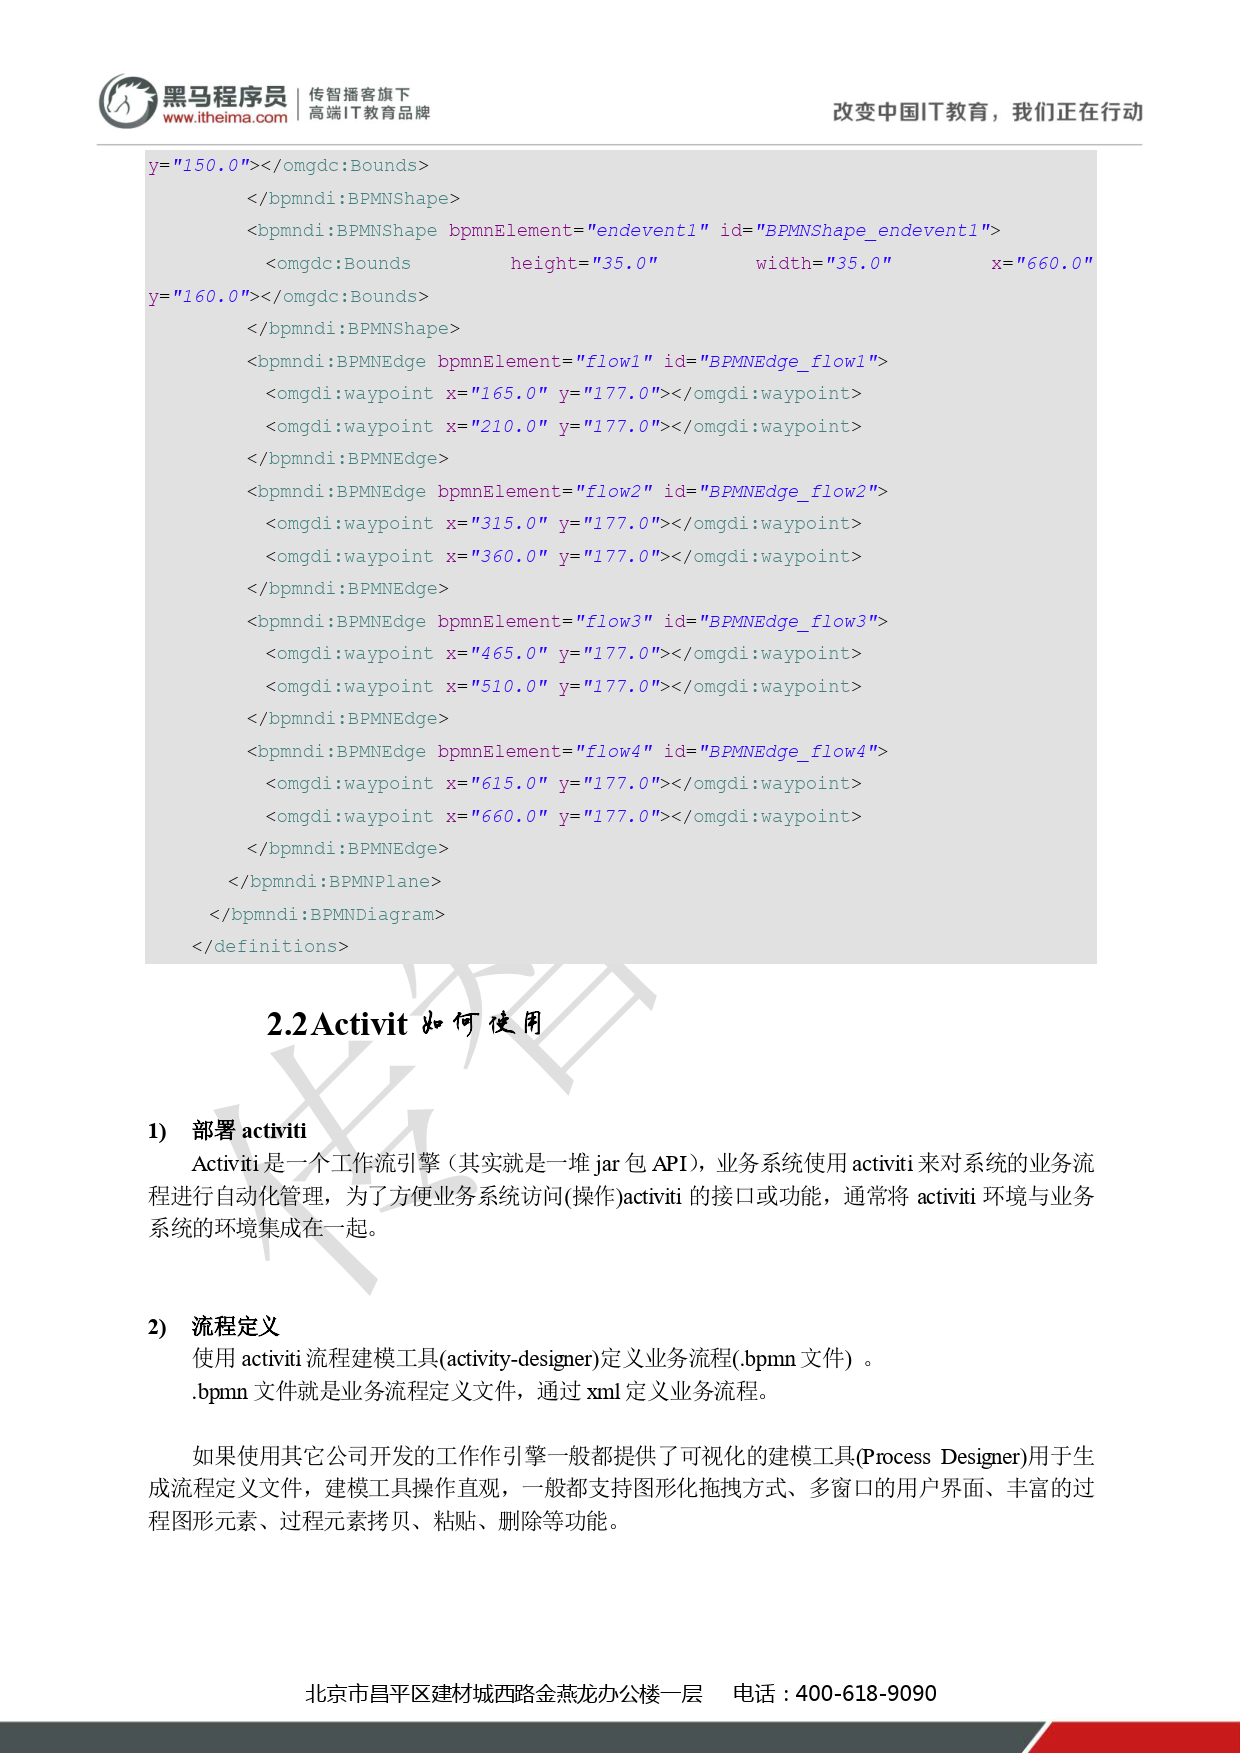 黑马程序员
www.itheima.com
传智播客旗下
高端IT教育品牌
改变中国IT教育，我们正在行动
y="150.0"></omgdc:Bounds>
</bpmndi:BPMNShape>
<bpmndi:BPMNShape bpmnElement="endevent1" id="BPMNShape_endevent1">
<omgdc:Bounds height="35.0" width="35.0" x="660.0"
y="160.0"></omgdc:Bounds>
</bpmndi:BPMNShape>
<bpmndi:BPMNEdge bpmnElement="flow1" id="BPMNEdge_flow1">
<omgdi:waypoint x="165.0" y="177.0"></omgdi:waypoint>
<omgdi:waypoint x="210.0" y="177.0"></omgdi:waypoint>
</bpmndi:BPMNEdge>
<bpmndi:BPMNEdge bpmnElement="flow2" id="BPMNEdge_flow2">
<omgdi:waypoint x="315.0" y="177.0"></omgdi:waypoint>
<omgdi:waypoint x="360.0" y="177.0"></omgdi:waypoint>
</bpmndi:BPMNEdge>
<bpmndi:BPMNEdge bpmnElement="flow3" id="BPMNEdge_flow3">
<omgdi:waypoint x="465.0" y="177.0"></omgdi:waypoint>
<omgdi:waypoint x="510.0" y="177.0"></omgdi:waypoint>
</bpmndi:BPMNEdge>
<bpmndi:BPMNEdge bpmnElement="flow4" id="BPMNEdge_flow4">
<omgdi:waypoint x="615.0" y="177.0"></omgdi:waypoint>
<omgdi:waypoint x="660.0" y="177.0"></omgdi:waypoint>
</bpmndi:BPMNEdge>
</bpmndi:BPMNPlane>
</bpmndi:BPMNDiagram>
</definitions>
传智
2.2Activit 如何使用
1) 部署 activiti
Activiti 是一个工作流引擎（其实就是一堆 jar 包 API），业务系统使用 activiti 来对系统的业务流
程进行自动化管理，为了方便业务系统访问(操作)activiti 的接口或功能，通常将 activiti 环境与业务
系统的环境集成在一起。
2) 流程定义
使用 activiti 流程建模工具(activity-designer)定义业务流程(.bpmn 文件) 。
.bpmn 文件就是业务流程定义文件，通过 xml 定义业务流程。
如果使用其它公司开发的工作作引擎一般都提供了可视化的建模工具(Process Designer)用于生
成流程定义文件，建模工具操作直观，一般都支持图形化拖拽方式、多窗口的用户界面、丰富的过
程图形元素、过程元素拷贝、粘贴、删除等功能。
北京市昌平区建材城西路金燕龙办公楼一层 电话：400-618-9090